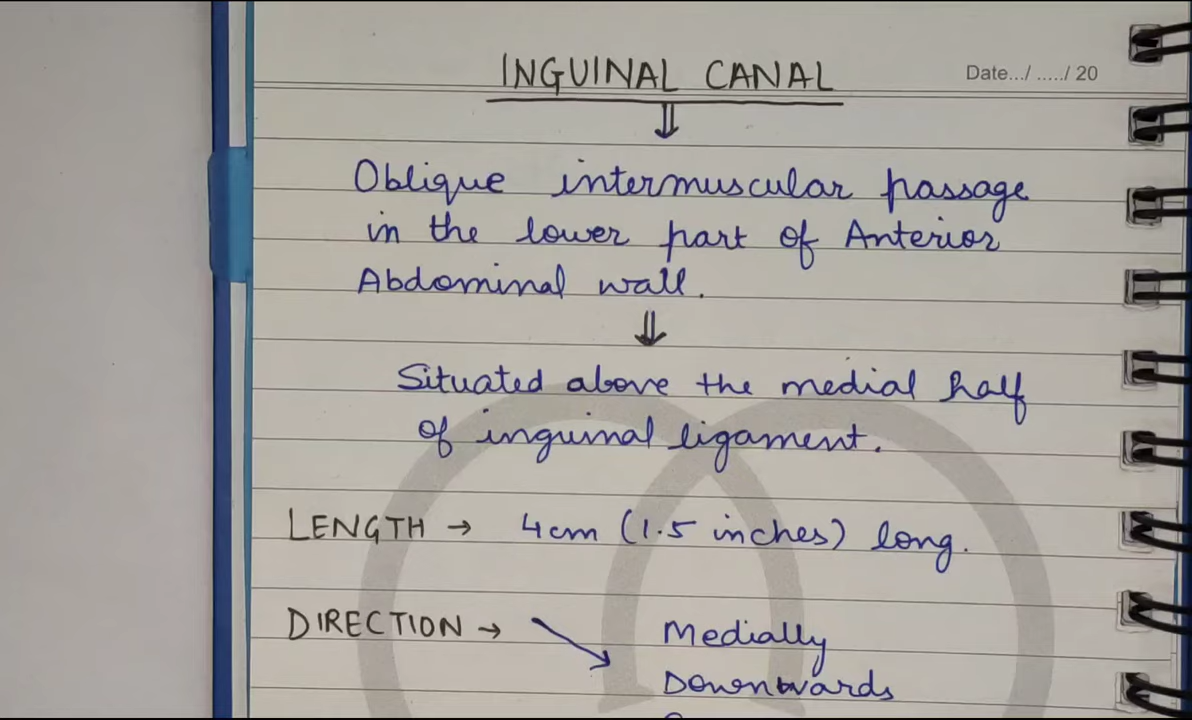 INGUINAL CANAL
Date.../ ...../ 20
⇓
Oblique intermuscular passage
in the lower part of Anterior
Abdominal wall.
⇓
Situated above the medial half
of inguinal ligament.
LENGTH → 4cm (1.5 inches) long.
DIRECTION → ↘ Medially
Downwards